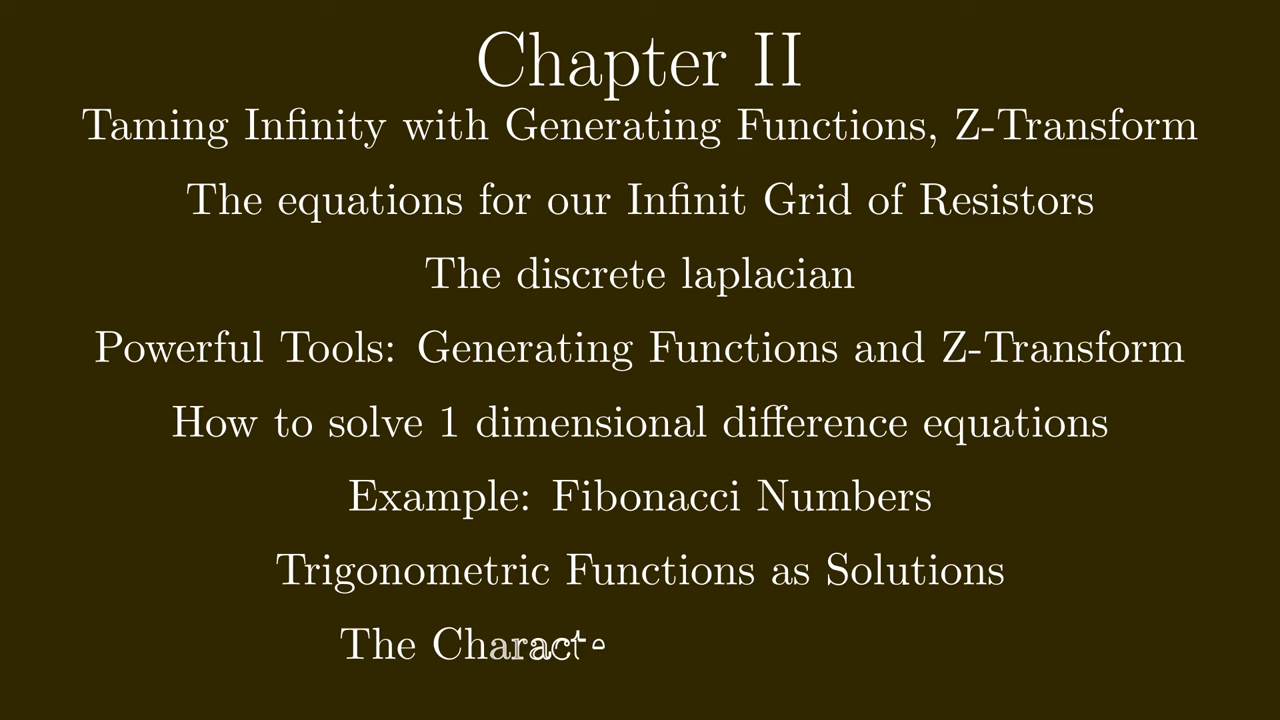 Chapter II
Taming Infinity with Generating Functions, Z-Transform
The equations for our Infinit Grid of Resistors
The discrete laplacian
Powerful Tools: Generating Functions and Z-Transform
How to solve 1 dimensional difference equations
Example: Fibonacci Numbers
Trigonometric Functions as Solutions
The Charact